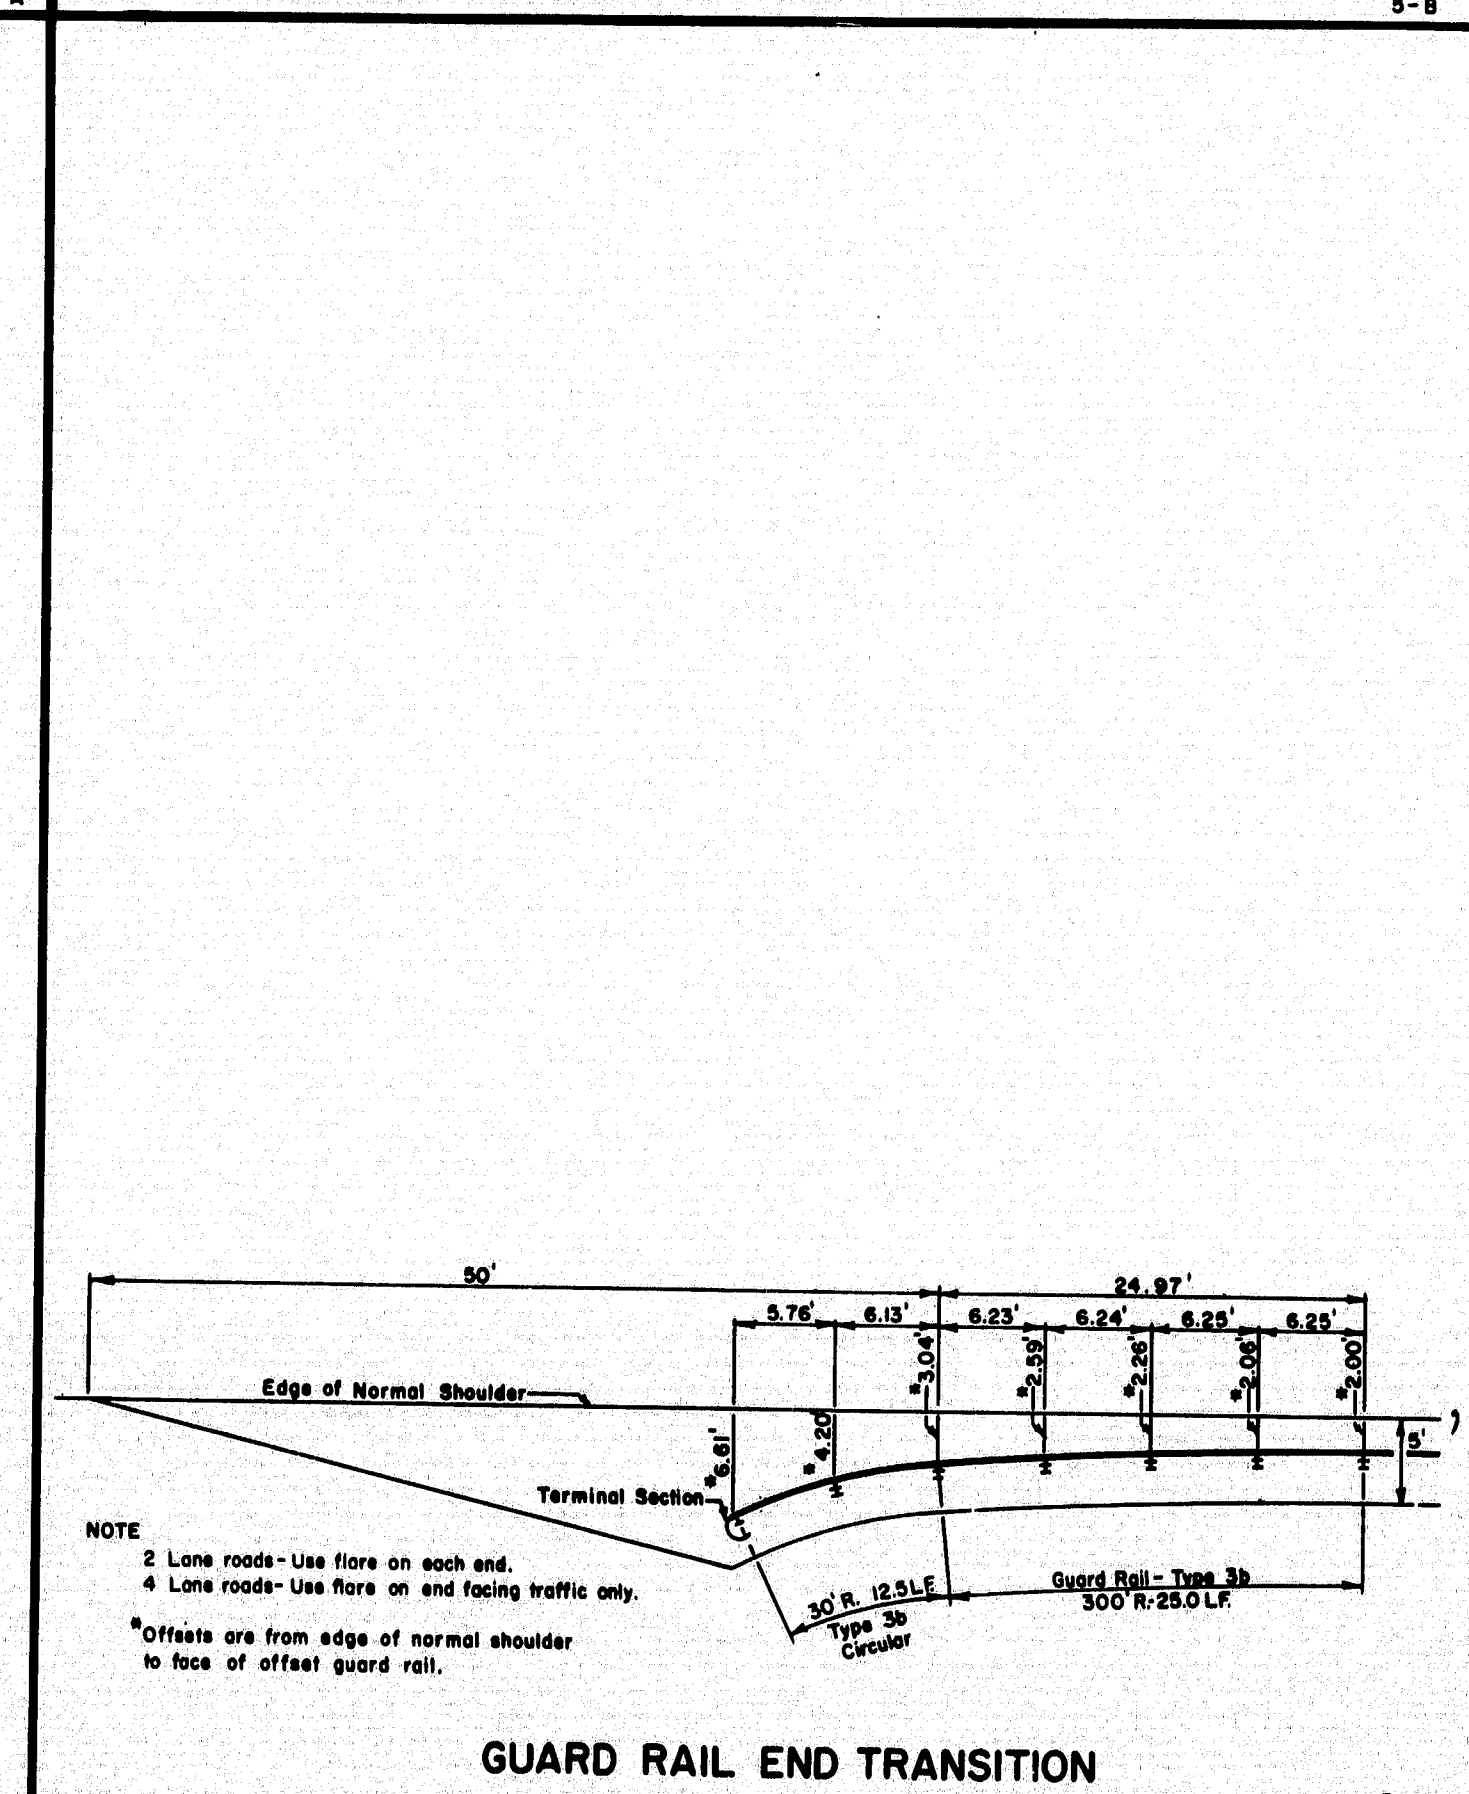 5-B
50'
24.97'
5.76'
6.13'
6.23'
6.24'
6.25'
6.25'
*3.04'
*2.59'
*2.26'
*2.06'
*2.00'
Edge of Normal Shoulder
*6.61'
*4.20'
5'
Terminal Section
NOTE
2 Lane roads-Use flare on each end.
4 Lane roads-Use flare on end facing traffic only.
*Offsets are from edge of normal shoulder
to face of offset guard rail.
30' R. 12.5 L.F.
Type 3b
Circular
Guard Rail - Type 3b
300' R.-25.0 L.F.
GUARD RAIL END TRANSITION